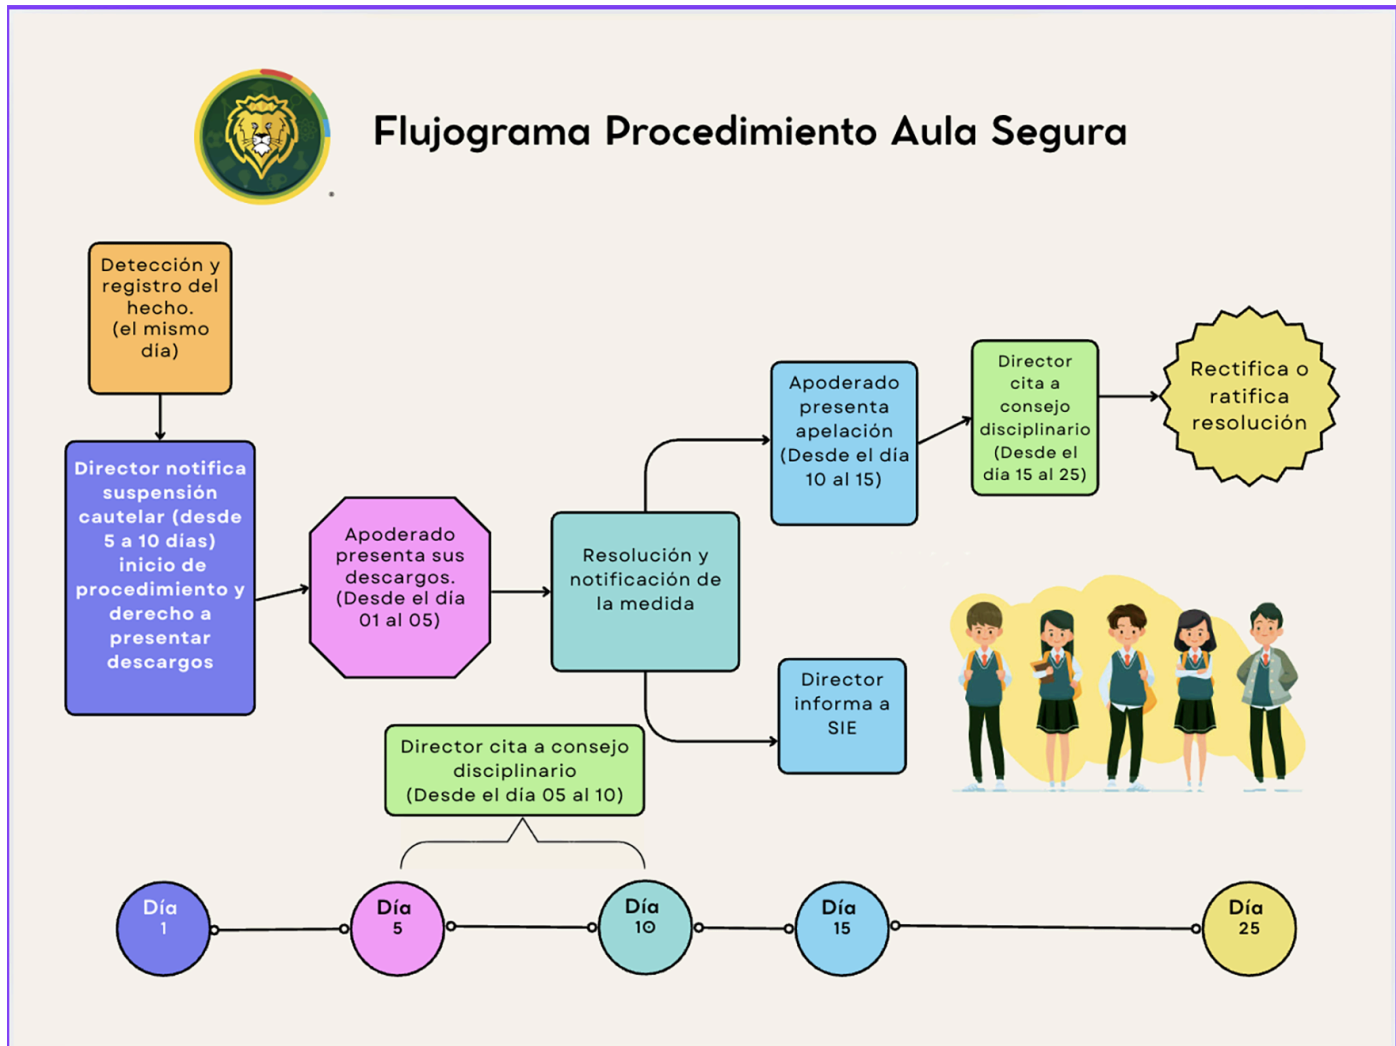 Flujograma Procedimiento Aula Segura
Detección y
registro del
hecho.
(el mismo
día)
Director notifica
suspensión
cautelar (desde
5 a 10 días)
inicio de
procedimiento y
derecho a
presentar
descargos
Apoderado
presenta sus
descargos.
(Desde el día
01 al 05)
Resolución y
notificación de
la medida
Apoderado
presenta
apelación
(Desde el día
10 al 15)
Director
cita a
consejo
disciplinario
(Desde el
día 15 al 25)
Rectifica o
ratifica
resolución
Director
informa a
SIE
Director cita a consejo
disciplinario
(Desde el día 05 al 10)
Día
1
Día
5
Día
10
Día
15
Día
25